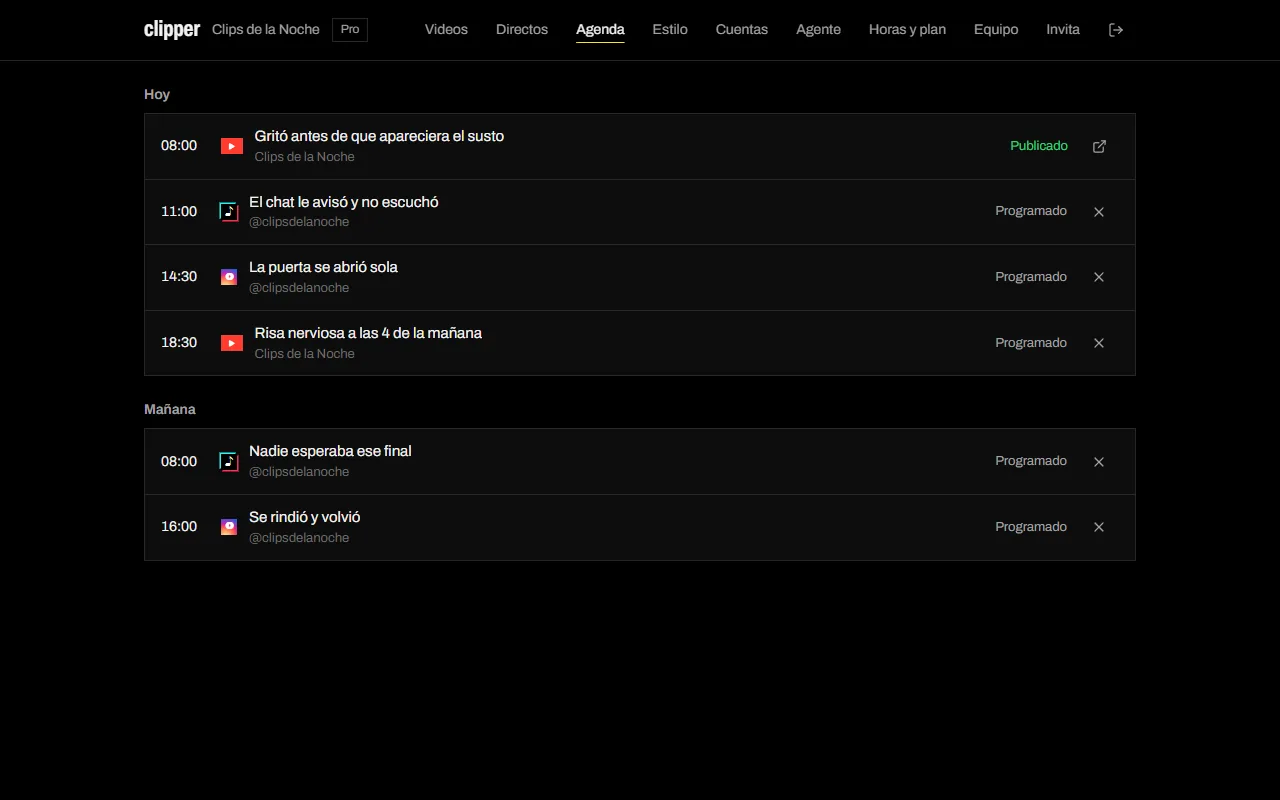 clipper Clips de la Noche Pro Videos Directos Agenda Estilo Cuentas Agente Horas y plan Equipo Invita
Hoy
08:00 Gritó antes de que apareciera el susto Publicado
Clips de la Noche
11:00 El chat le avisó y no escuchó Programado
@clipsdelanoche
14:30 La puerta se abrió sola Programado
@clipsdelanoche
18:30 Risa nerviosa a las 4 de la mañana Programado
Clips de la Noche
Mañana
08:00 Nadie esperaba ese final Programado
@clipsdelanoche
16:00 Se rindió y volvió Programado
@clipsdelanoche